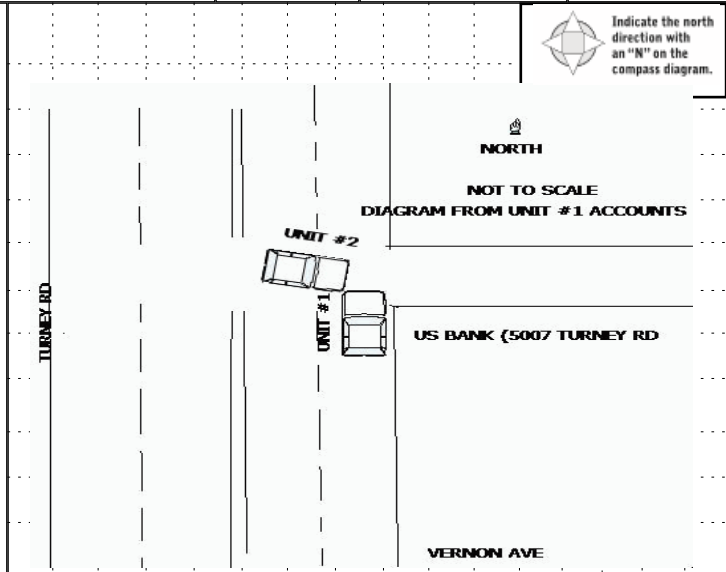 Indicate the north
direction with
an “N” on the
compass diagram.
NORTH
NOT TO SCALE
DIAGRAM FROM UNIT #1 ACCOUNTS
UNIT #2
UNIT #1
TURNEY RD
US BANK (5007 TURNEY RD
VERNON AVE